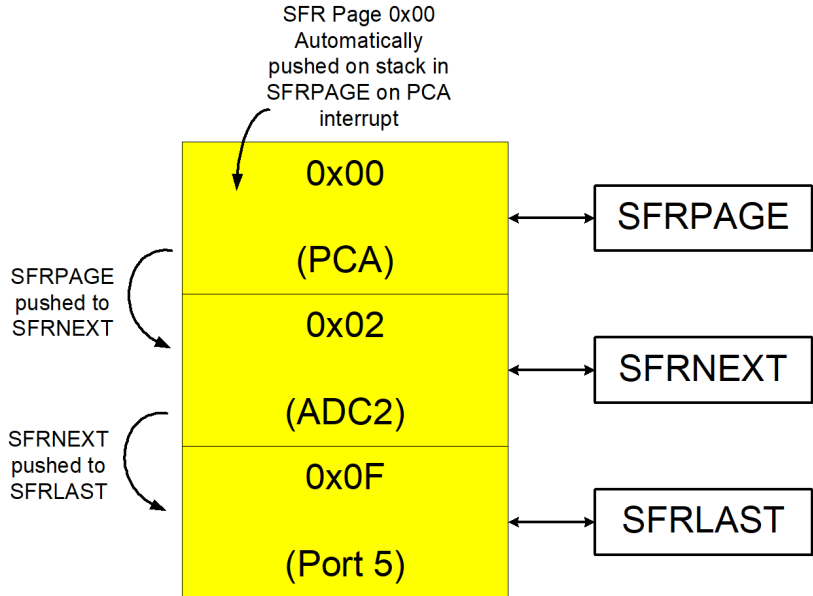 SFR Page 0x00
Automatically
pushed on stack in
SFRPAGE on PCA
interrupt
0x00
(PCA)
SFRPAGE
SFRPAGE
pushed to
SFRNEXT
0x02
(ADC2)
SFRNEXT
SFRNEXT
pushed to
SFRLAST
0x0F
(Port 5)
SFRLAST